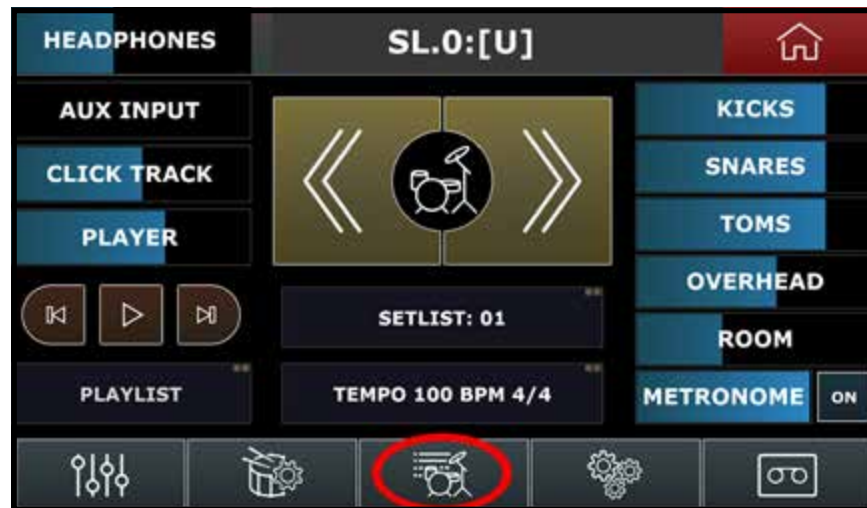 HEADPHONES
SL.0:[U]
AUX INPUT
CLICK TRACK
PLAYER
PLAYLIST
SETLIST: 01
TEMPO 100 BPM 4/4
KICKS
SNARES
TOMS
OVERHEAD
ROOM
METRONOME ON